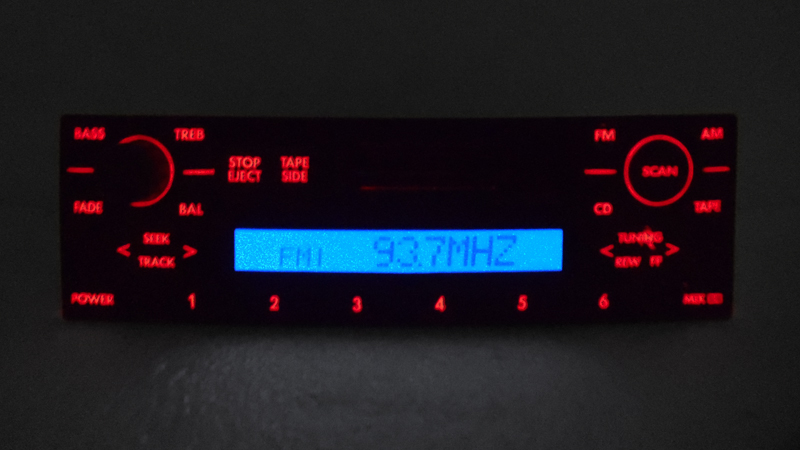 BASS TREB FM AM
STOP TAPE
EJECT SIDE
SCAN
FADE BAL CD TAPE
SEEK TUNING
< >
TRACK
< >
REW FF
FM1 93.7MHZ
POWER 1 2 3 4 5 6 MIX CD